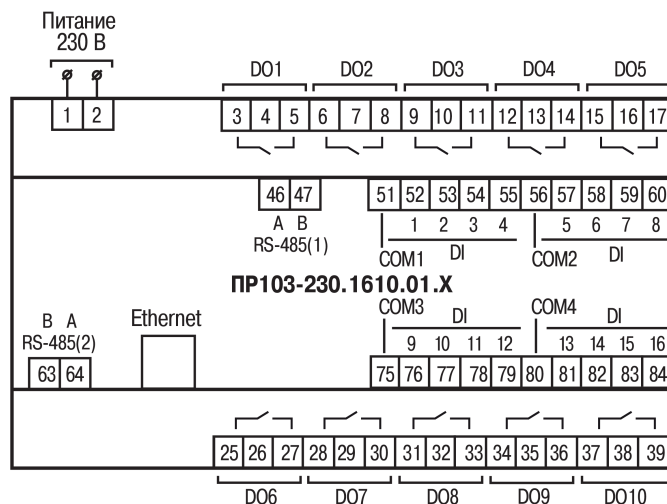 Питание
230 В
DO1 DO2 DO3 DO4 DO5
1 2 3 4 5 6 7 8 9 10 11 12 13 14 15 16 17
46 47 51 52 53 54 55 56 57 58 59 60
A B 1 2 3 4 5 6 7 8
RS-485(1) COM1 DI COM2 DI
ПР103-230.1610.01.X
B A Ethernet COM3 DI COM4 DI
RS-485(2) 9 10 11 12 13 14 15 16
63 64 75 76 77 78 79 80 81 82 83 84
25 26 27 28 29 30 31 32 33 34 35 36 37 38 39
DO6 DO7 DO8 DO9 DO10